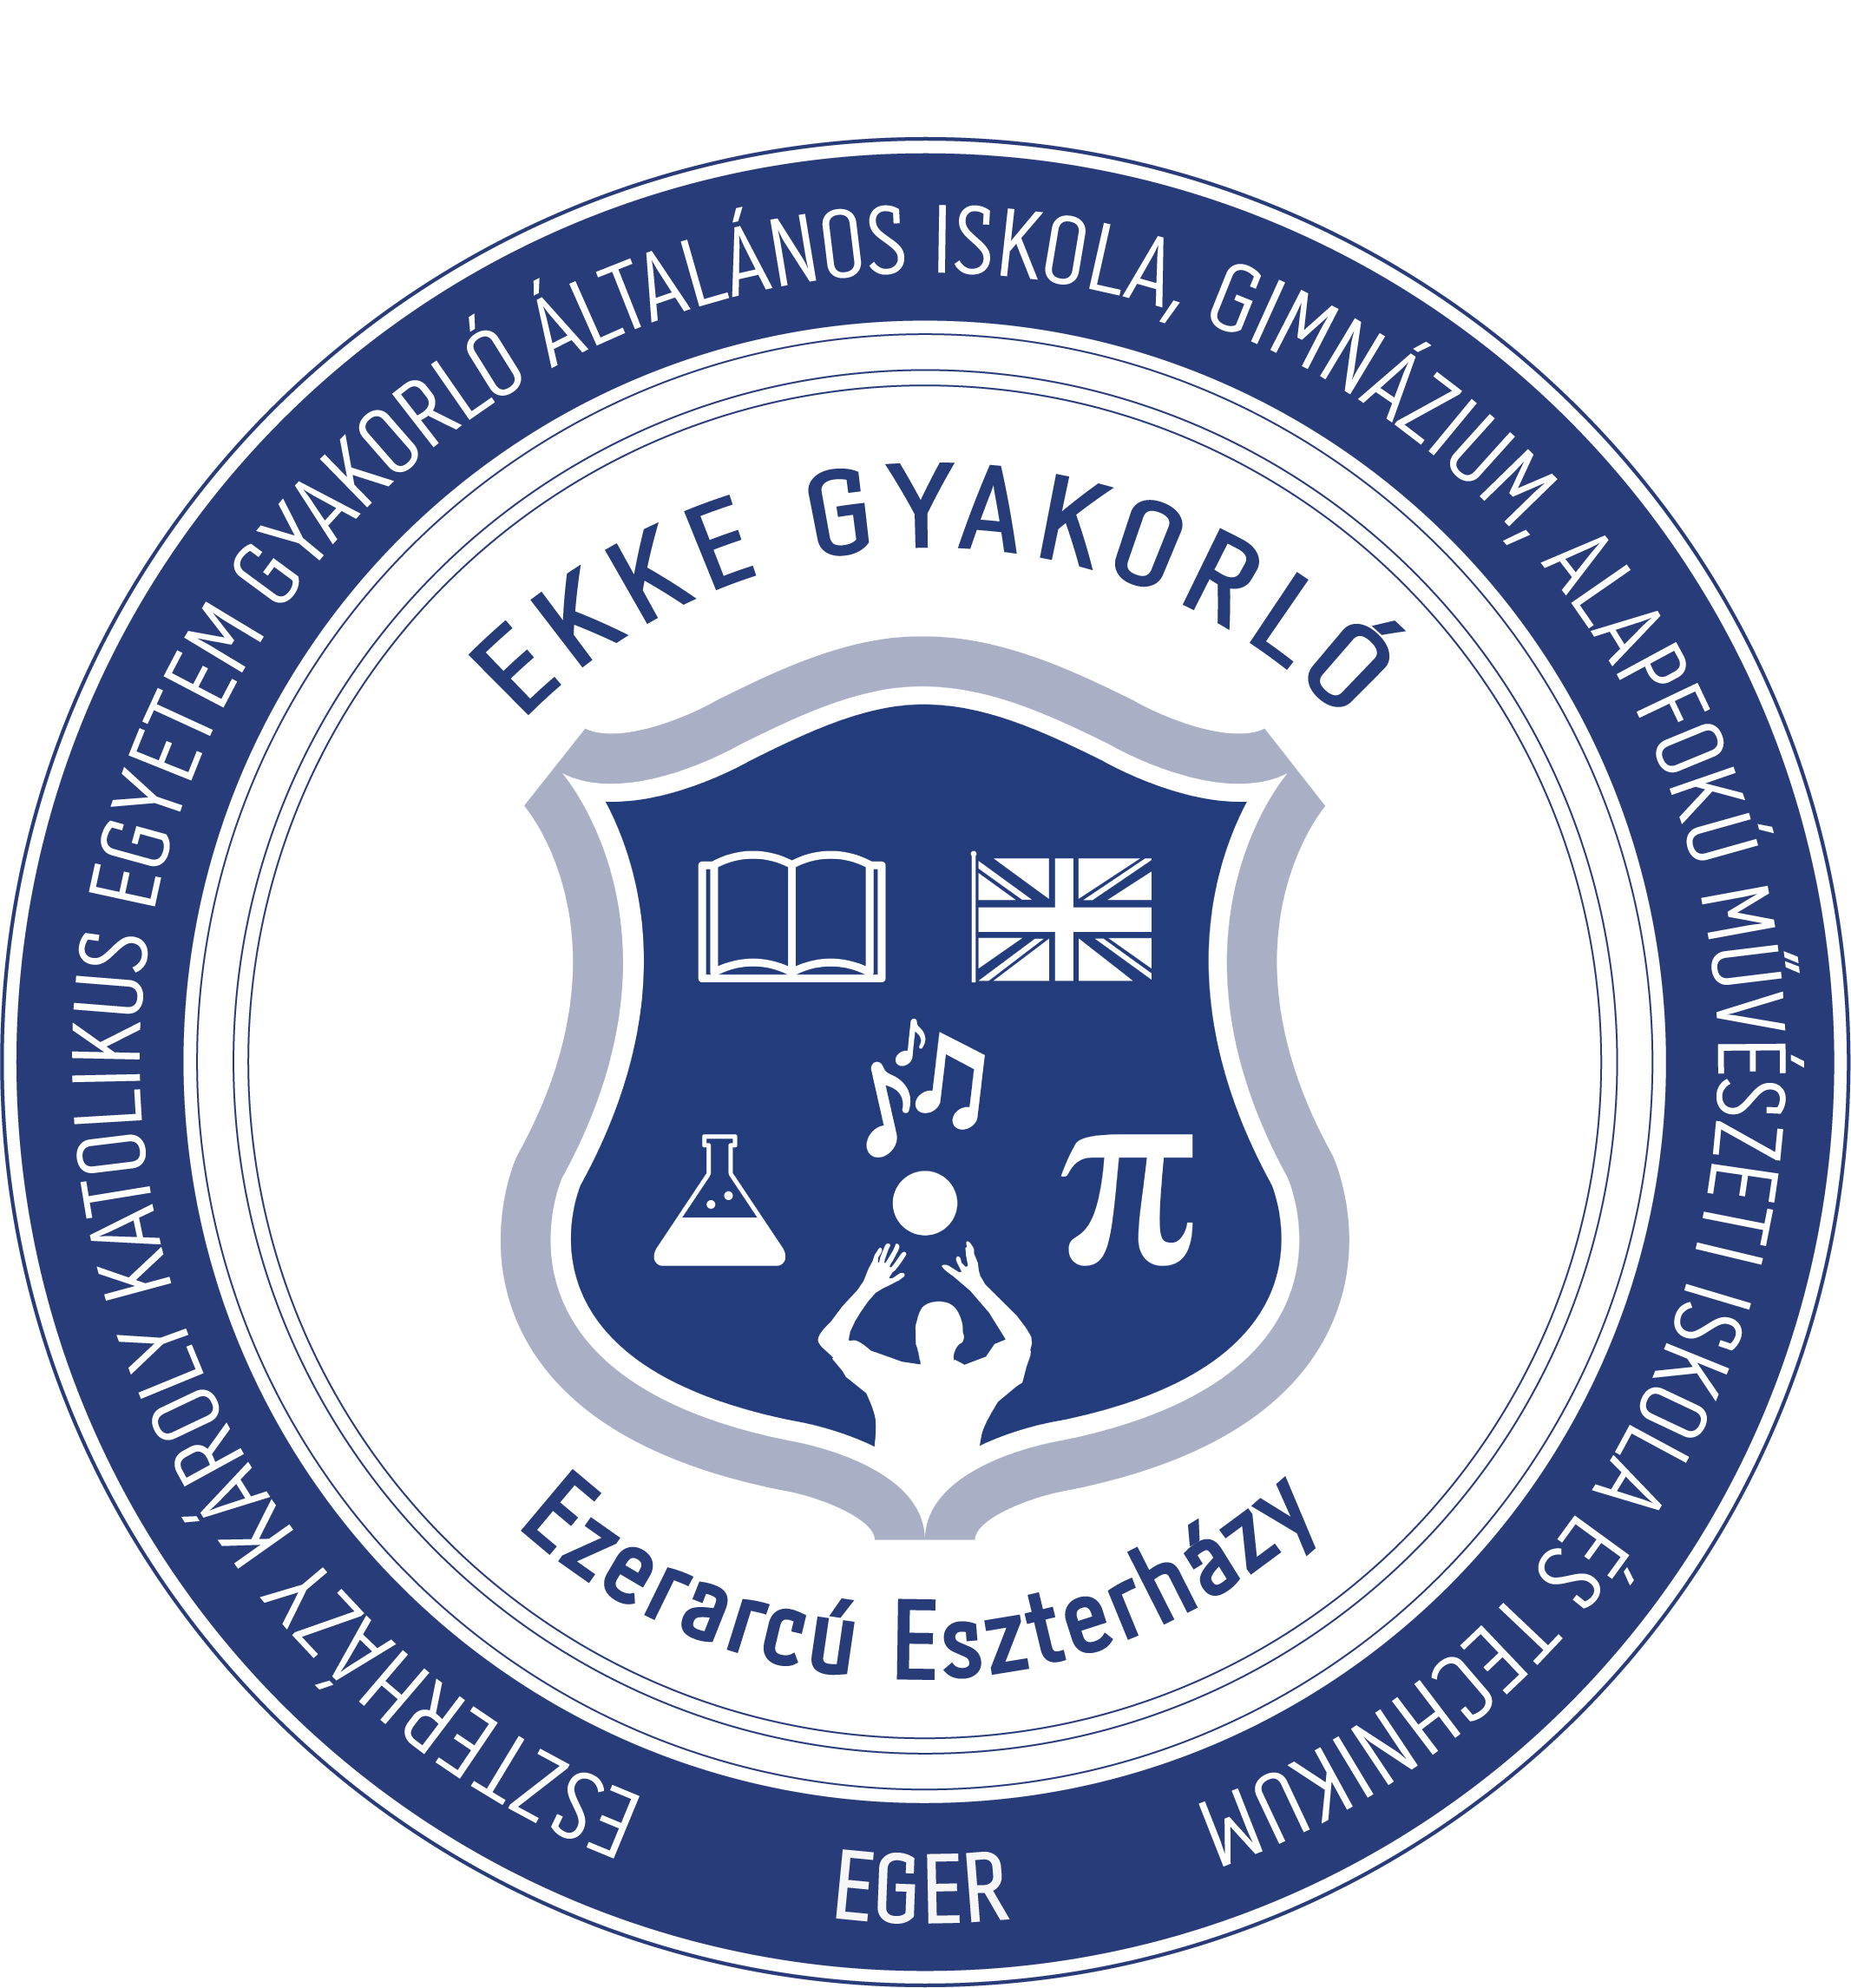 ESZTERHÁZY KÁROLY KATOLIKUS EGYETEM GYAKORLÓ ÁLTALÁNOS ISKOLA, GIMNÁZIUM, ALAPFOKÚ MŰVÉSZETI ISKOLA ÉS TECHNIKUM
EKKE GYAKORLÓ
π
Ezerarcú Eszterházy
EGER